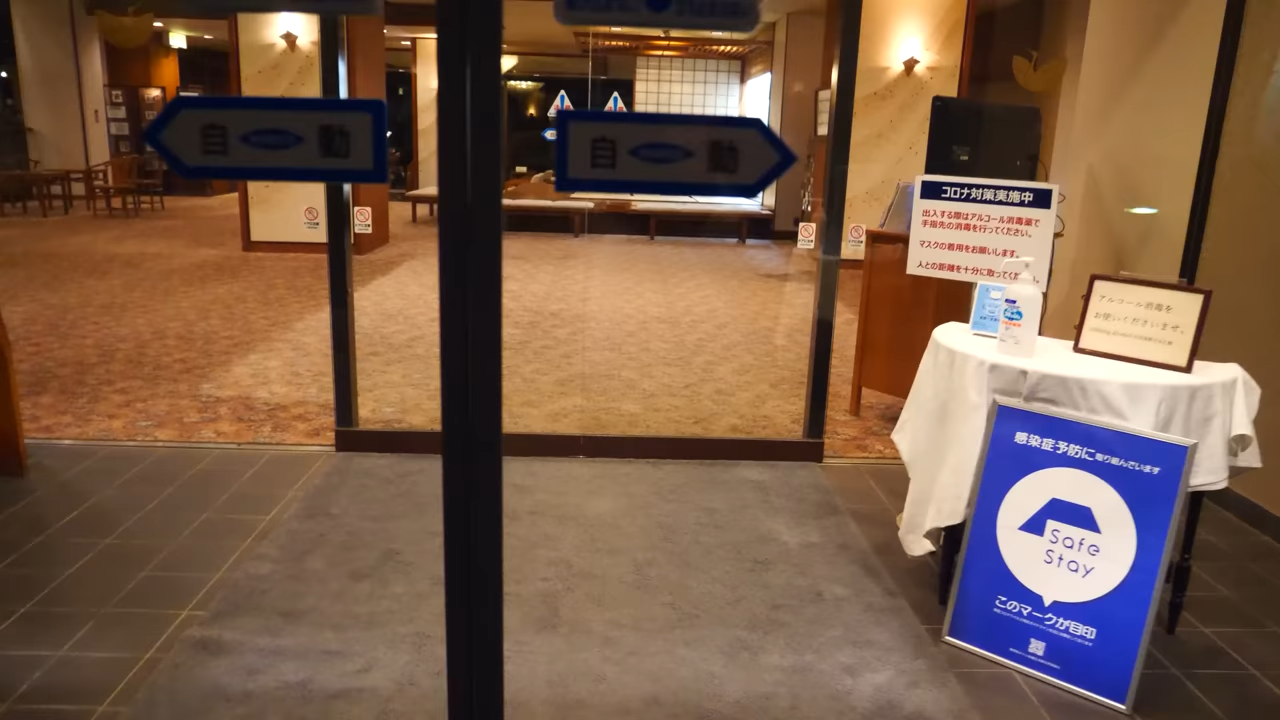 自 動
自 動
コロナ対策実施中
出入する際はアルコール消毒薬で
手指先の消毒を行ってください。
マスクの着用をお願いします。
人との距離を十分に取ってください。
アルコール消毒を
お使いくださいませ。
感染症予防に取り組んでいます
Safe
Stay
このマークが目印